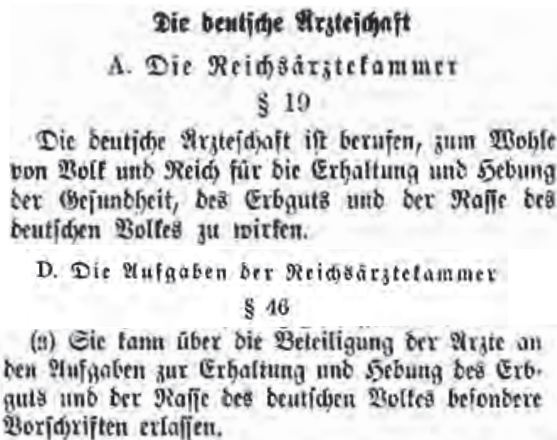 Die deutsche Ärzteschaft
A. Die Reichsärztekammer
§ 19
Die deutsche Ärzteschaft ist berufen, zum Wohle
von Volk und Reich für die Erhaltung und Hebung
der Gesundheit, des Erbguts und der Rasse des
deutschen Volkes zu wirken.
D. Die Aufgaben der Reichsärztekammer
§ 46
(2) Sie kann über die Beteiligung der Ärzte an
den Aufgaben zur Erhaltung und Hebung des Erb-
guts und der Rasse des deutschen Volkes besondere
Vorschriften erlassen.